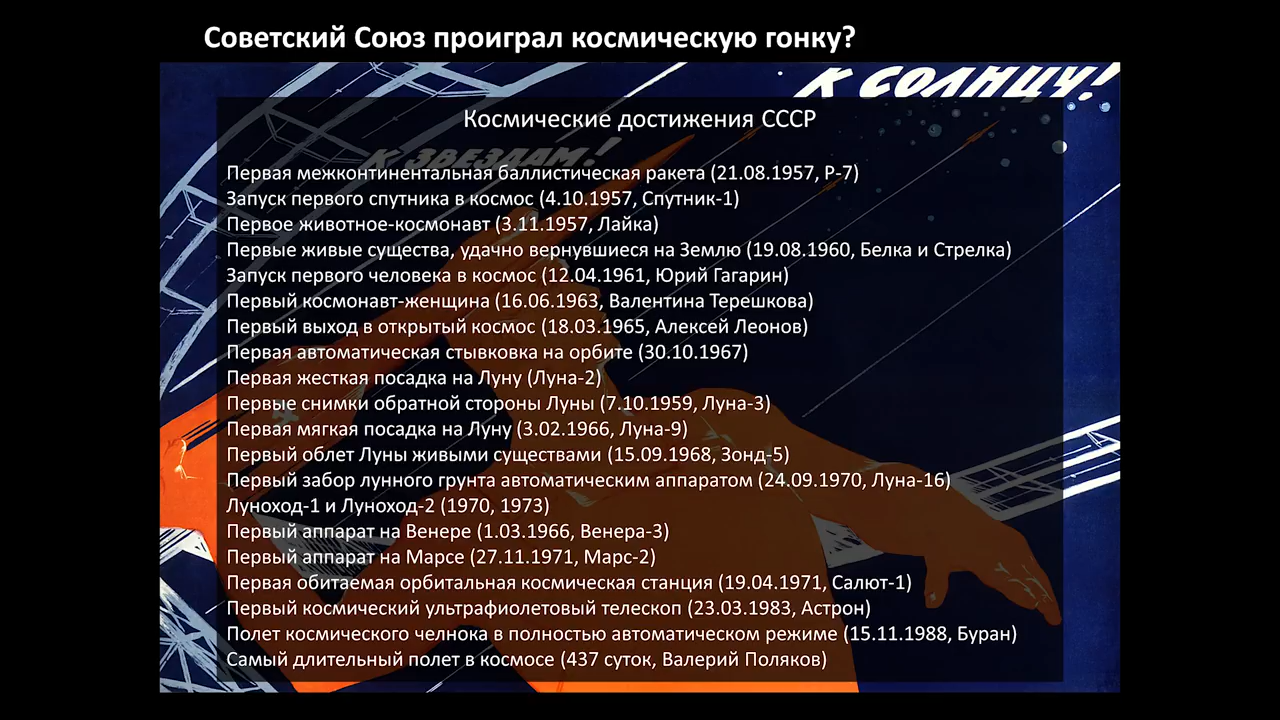 Советский Союз проиграл космическую гонку?
К СОЛНЦУ!
Космические достижения СССР
К ЗВЕЗДАМ!
Первая межконтинентальная баллистическая ракета (21.08.1957, Р-7)
Запуск первого спутника в космос (4.10.1957, Спутник-1)
Первое животное-космонавт (3.11.1957, Лайка)
Первые живые существа, удачно вернувшиеся на Землю (19.08.1960, Белка и Стрелка)
Запуск первого человека в космос (12.04.1961, Юрий Гагарин)
Первый космонавт-женщина (16.06.1963, Валентина Терешкова)
Первый выход в открытый космос (18.03.1965, Алексей Леонов)
Первая автоматическая стывковка на орбите (30.10.1967)
Первая жесткая посадка на Луну (Луна-2)
Первые снимки обратной стороны Луны (7.10.1959, Луна-3)
Первая мягкая посадка на Луну (3.02.1966, Луна-9)
Первый облет Луны живыми существами (15.09.1968, Зонд-5)
Первый забор лунного грунта автоматическим аппаратом (24.09.1970, Луна-16)
Луноход-1 и Луноход-2 (1970, 1973)
Первый аппарат на Венере (1.03.1966, Венера-3)
Первый аппарат на Марсе (27.11.1971, Марс-2)
Первая обитаемая орбитальная космическая станция (19.04.1971, Салют-1)
Первый космический ультрафиолетовый телескоп (23.03.1983, Астрон)
Полет космического челнока в полностью автоматическом режиме (15.11.1988, Буран)
Самый длительный полет в космосе (437 суток, Валерий Поляков)